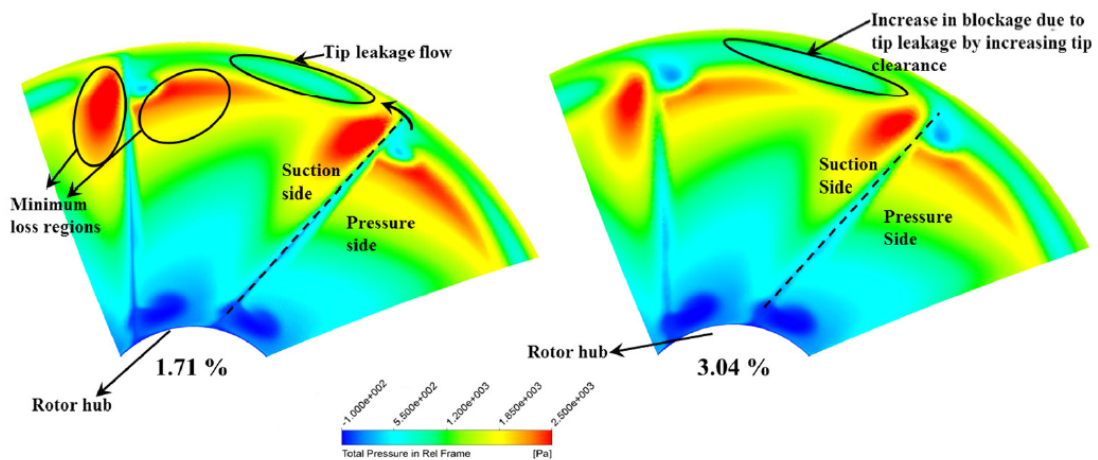 Tip leakage flow
Increase in blockage due to
tip leakage by increasing tip
clearance
Suction
side
Pressure
side
Minimum
loss regions
Suction
Side
Pressure
Side
Rotor hub
1.71 %
Rotor hub
3.04 %
-1.000e+002
5.500e+002
1.200e+003
1.850e+003
2.500e+003
Total Pressure in Rel Frame
[Pa]